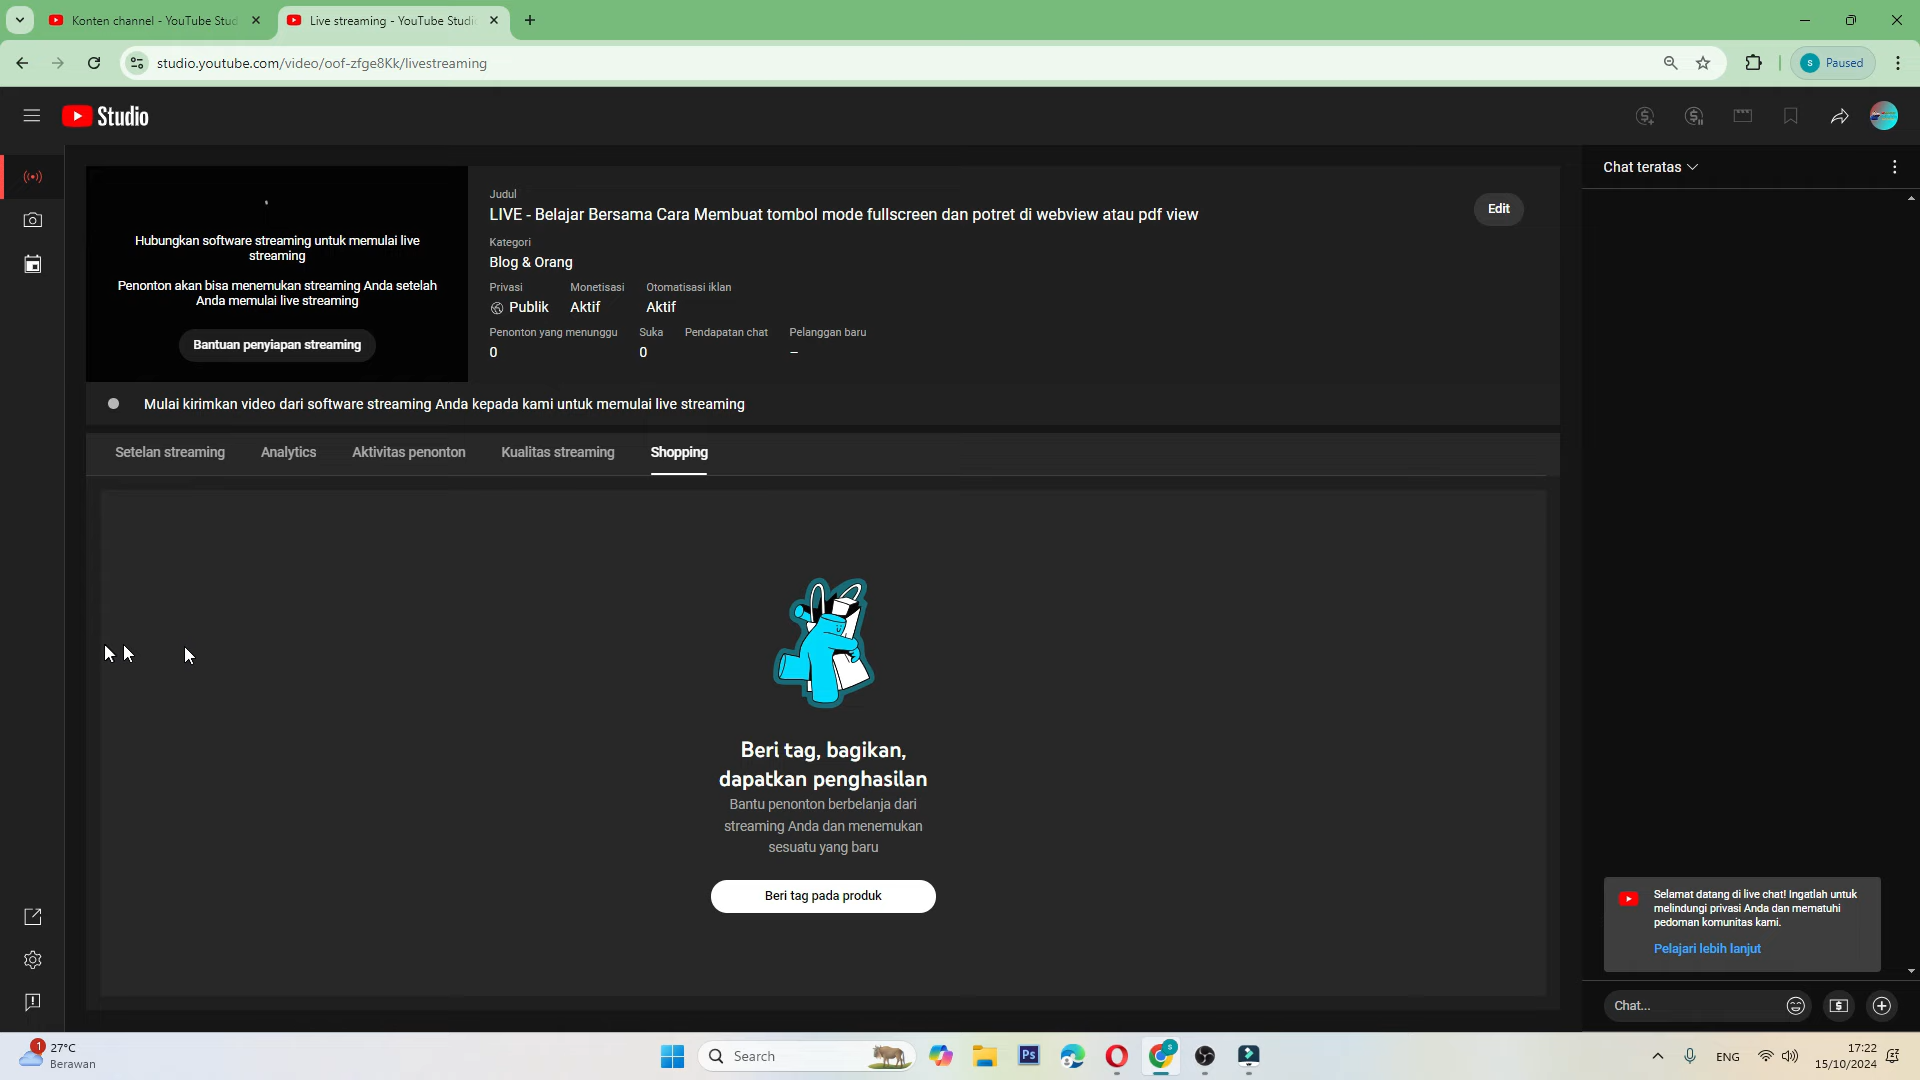 Konten channel - YouTube Stud
Live streaming - YouTube Studi
studio.youtube.com/video/oof-zfge8Kk/livestreaming
S
Paused
Studio
Hubungkan software streaming untuk memulai live
streaming
Penonton akan bisa menemukan streaming Anda setelah
Anda memulai live streaming
Bantuan penyiapan streaming
Judul
LIVE - Belajar Bersama Cara Membuat tombol mode fullscreen dan potret di webview atau pdf view
Edit
Kategori
Blog & Orang
Privasi Monetisasi Otomatisasi iklan
Publik Aktif Aktif
Penonton yang menunggu Suka Pendapatan chat Pelanggan baru
0 0 –
Mulai kirimkan video dari software streaming Anda kepada kami untuk memulai live streaming
Setelan streaming Analytics Aktivitas penonton Kualitas streaming Shopping
Beri tag, bagikan,
dapatkan penghasilan
Bantu penonton berbelanja dari
streaming Anda dan menemukan
sesuatu yang baru
Beri tag pada produk
Chat teratas
Selamat datang di live chat! Ingatlah untuk
melindungi privasi Anda dan mematuhi
pedoman komunitas kami.
Pelajari lebih lanjut
Chat...
1
27°C
Berawan
Search
Ps
S
ENG
17:22
15/10/2024